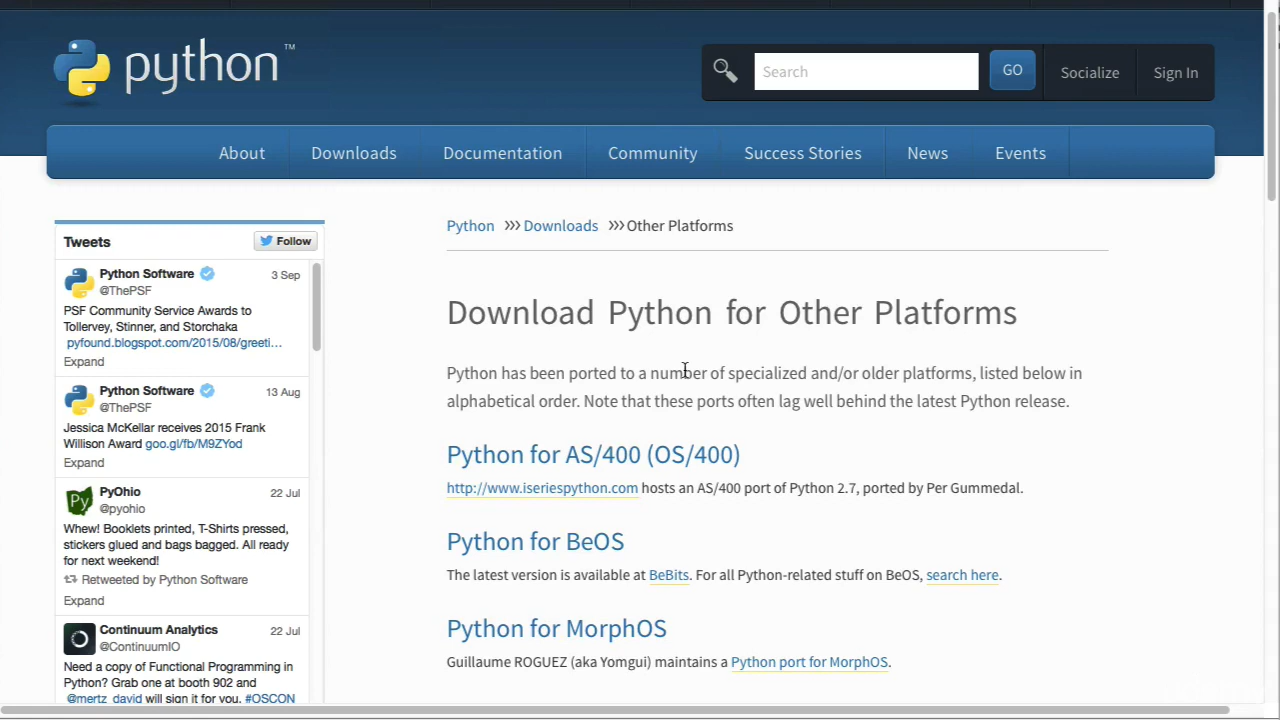 python™
Search
GO
Socialize
Sign In
About
Downloads
Documentation
Community
Success Stories
News
Events
Python >>> Downloads >>> Other Platforms
Tweets
Follow
Python Software
3 Sep
@ThePSF
PSF Community Service Awards to
Tollervey, Stinner, and Storchaka
pyfound.blogspot.com/2015/08/greeti…
Expand
Python Software
13 Aug
@ThePSF
Jessica McKellar receives 2015 Frank
Willison Award goo.gl/fb/M9ZYod
Expand
Py
PyOhio
22 Jul
@pyohio
Whew! Booklets printed, T-Shirts pressed,
stickers glued and bags bagged. All ready
for next weekend!
Retweeted by Python Software
Expand
Continuum Analytics
22 Jul
@ContinuumIO
Need a copy of Functional Programming in
Python? Grab one at booth 902 and
@mertz_david will sign it for you. #OSCON
Download Python for Other Platforms
Python has been ported to a number of specialized and/or older platforms, listed below in
alphabetical order. Note that these ports often lag well behind the latest Python release.
Python for AS/400 (OS/400)
http://www.iseriespython.com hosts an AS/400 port of Python 2.7, ported by Per Gummedal.
Python for BeOS
The latest version is available at BeBits. For all Python-related stuff on BeOS, search here.
Python for MorphOS
Guillaume ROGUEZ (aka Yomgui) maintains a Python port for MorphOS.